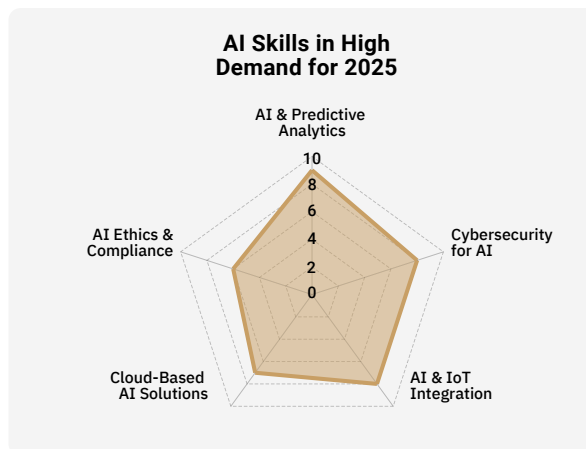 AI Skills in High
Demand for 2025
AI & Predictive
Analytics
10
8
6
4
2
0
AI Ethics &
Compliance
Cybersecurity
for AI
Cloud-Based
AI Solutions
AI & IoT
Integration